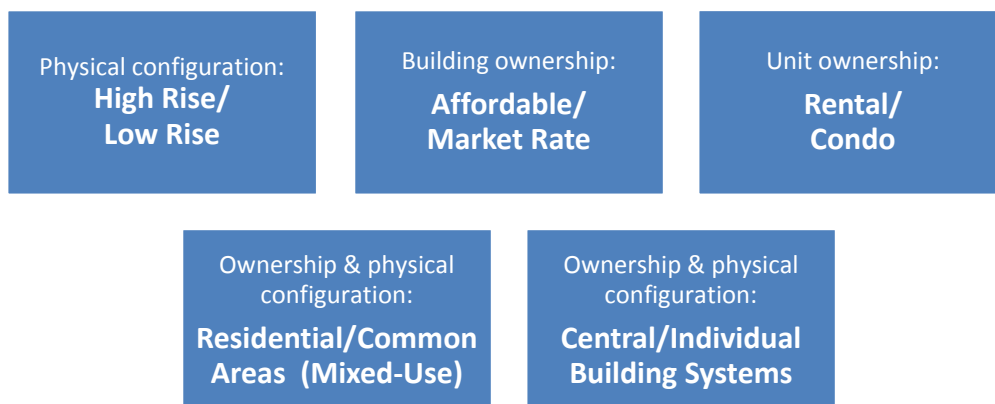 Physical configuration:
High Rise/
Low Rise
Building ownership:
Affordable/
Market Rate
Unit ownership:
Rental/
Condo
Ownership & physical
configuration:
Residential/Common
Areas (Mixed-Use)
Ownership & physical
configuration:
Central/Individual
Building Systems